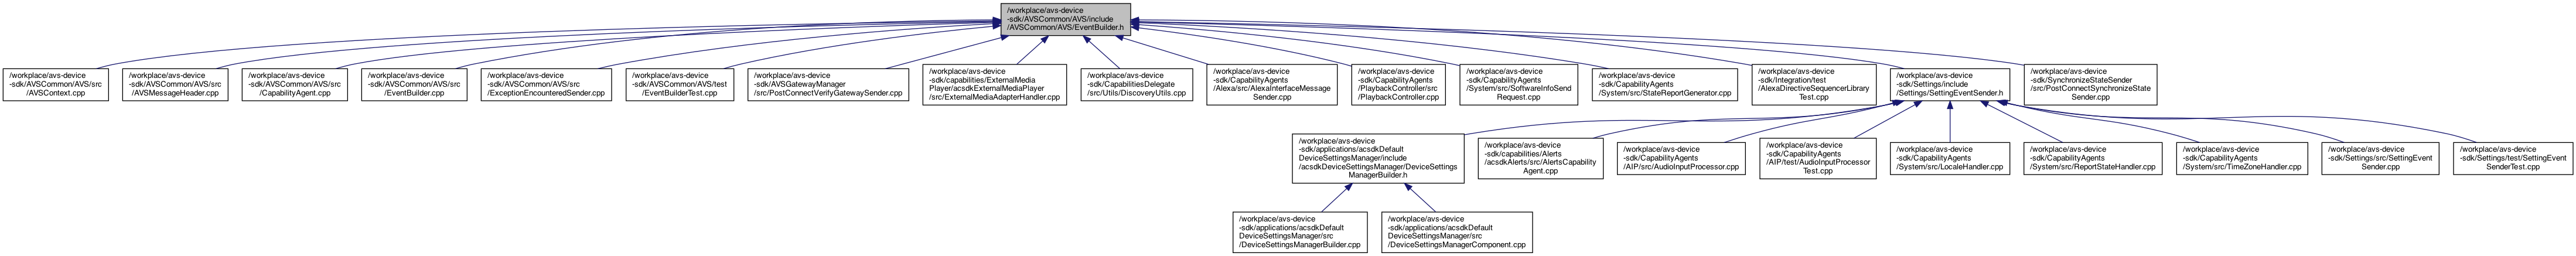 /workplace/avs-device
-sdk/AVSCommon/AVS/include
/AVSCommon/AVS/EventBuilder.h
/workplace/avs-device
-sdk/AVSCommon/AVS/src
/AVSContext.cpp
/workplace/avs-device
-sdk/AVSCommon/AVS/src
/AVSMessageHeader.cpp
/workplace/avs-device
-sdk/AVSCommon/AVS/src
/CapabilityAgent.cpp
/workplace/avs-device
-sdk/AVSCommon/AVS/src
/EventBuilder.cpp
/workplace/avs-device
-sdk/AVSCommon/AVS/src
/ExceptionEncounteredSender.cpp
/workplace/avs-device
-sdk/AVSCommon/AVS/test
/EventBuilderTest.cpp
/workplace/avs-device
-sdk/AVSGatewayManager
/src/PostConnectVerifyGatewaySender.cpp
/workplace/avs-device
-sdk/capabilities/ExternalMedia
Player/acsdkExternalMediaPlayer
/src/ExternalMediaAdapterHandler.cpp
/workplace/avs-device
-sdk/CapabilitiesDelegate
/src/Utils/DiscoveryUtils.cpp
/workplace/avs-device
-sdk/CapabilityAgents
/Alexa/src/AlexaInterfaceMessage
Sender.cpp
/workplace/avs-device
-sdk/CapabilityAgents
/PlaybackController/src
/PlaybackController.cpp
/workplace/avs-device
-sdk/CapabilityAgents
/System/src/SoftwareInfoSend
Request.cpp
/workplace/avs-device
-sdk/CapabilityAgents
/System/src/StateReportGenerator.cpp
/workplace/avs-device
-sdk/Integration/test
/AlexaDirectiveSequencerLibrary
Test.cpp
/workplace/avs-device
-sdk/Settings/include
/Settings/SettingEventSender.h
/workplace/avs-device
-sdk/SynchronizeStateSender
/src/PostConnectSynchronizeState
Sender.cpp
/workplace/avs-device
-sdk/applications/acsdkDefault
DeviceSettingsManager/include
/acsdkDeviceSettingsManager/DeviceSettings
ManagerBuilder.h
/workplace/avs-device
-sdk/capabilities/Alerts
/acsdkAlerts/src/AlertsCapability
Agent.cpp
/workplace/avs-device
-sdk/CapabilityAgents
/AIP/src/AudioInputProcessor.cpp
/workplace/avs-device
-sdk/CapabilityAgents
/AIP/test/AudioInputProcessor
Test.cpp
/workplace/avs-device
-sdk/CapabilityAgents
/System/src/LocaleHandler.cpp
/workplace/avs-device
-sdk/CapabilityAgents
/System/src/ReportStateHandler.cpp
/workplace/avs-device
-sdk/CapabilityAgents
/System/src/TimeZoneHandler.cpp
/workplace/avs-device
-sdk/Settings/src/SettingEvent
Sender.cpp
/workplace/avs-device
-sdk/Settings/test/SettingEvent
SenderTest.cpp
/workplace/avs-device
-sdk/applications/acsdkDefault
DeviceSettingsManager/src
/DeviceSettingsManagerBuilder.cpp
/workplace/avs-device
-sdk/applications/acsdkDefault
DeviceSettingsManager/src
/DeviceSettingsManagerComponent.cpp